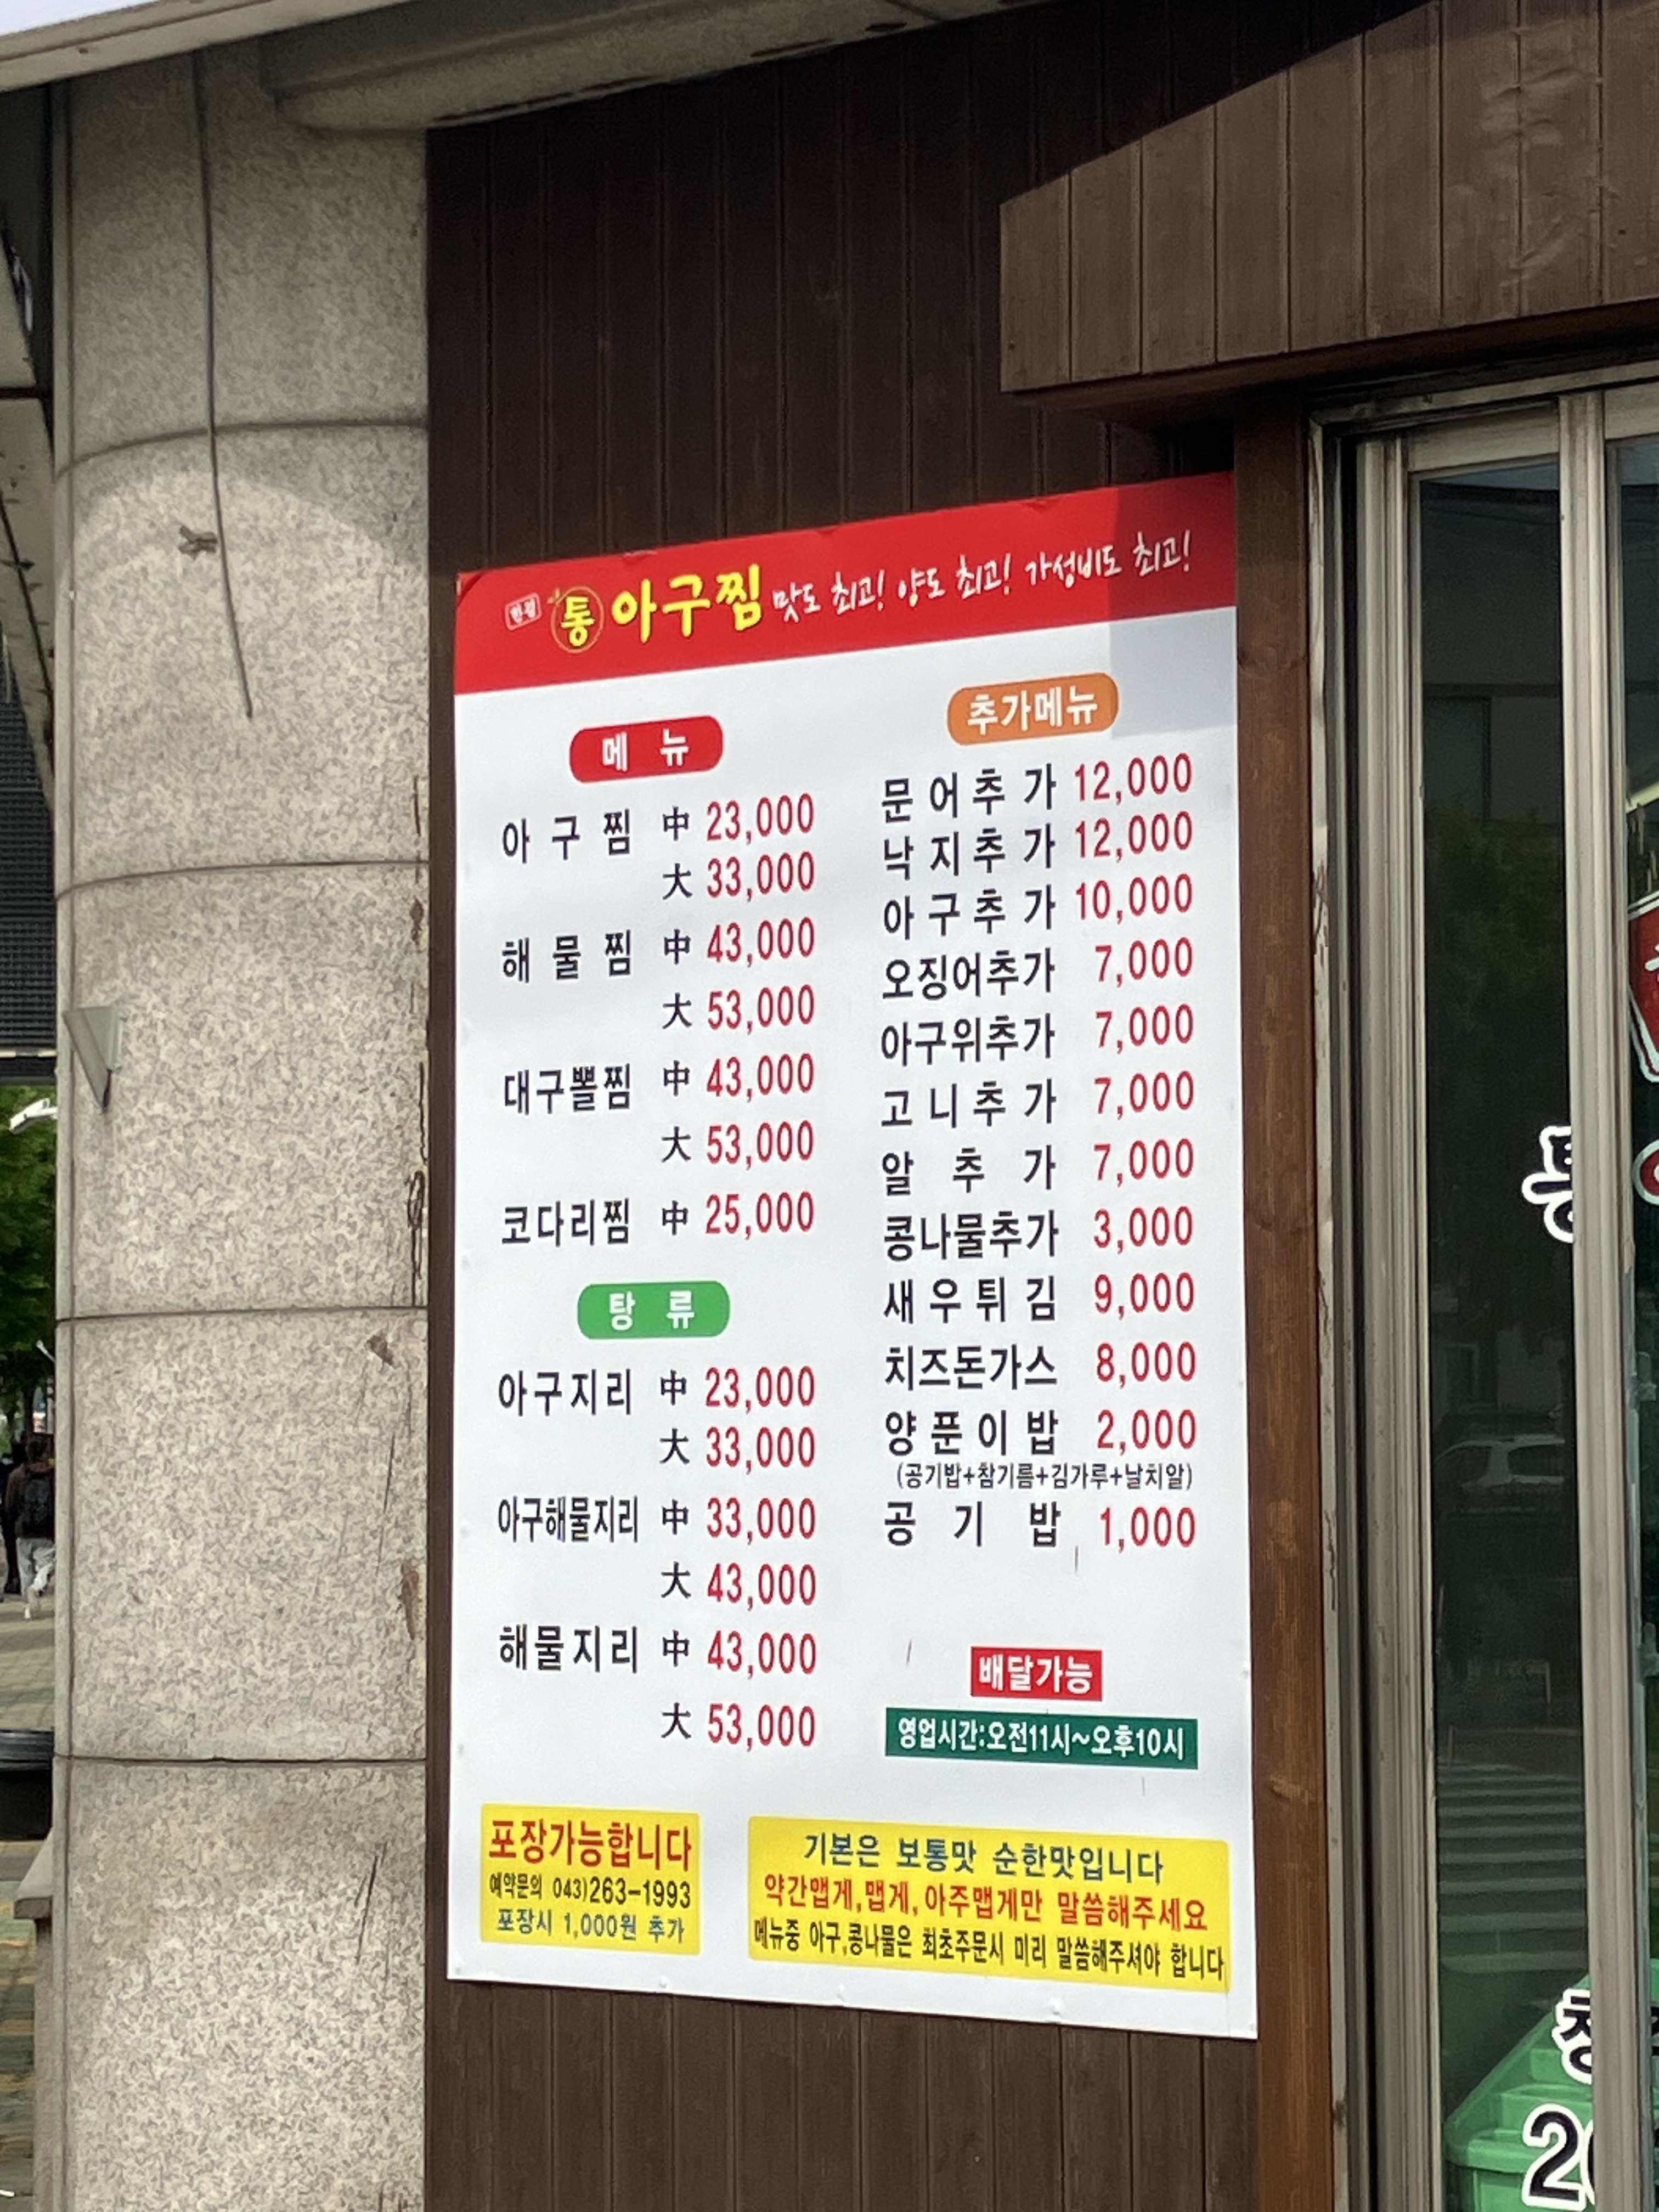 통 아구찜 맛도 최고! 양도 최고! 가성비도 최고!
메 뉴
아 구 찜 中 23,000
大 33,000
해 물 찜 中 43,000
大 53,000
대구뽈찜 中 43,000
大 53,000
코다리찜 中 25,000
탕 류
아구지리 中 23,000
大 33,000
아구해물지리 中 33,000
大 43,000
해물지리 中 43,000
大 53,000
추가메뉴
문어추가 12,000
낙지추가 12,000
아구추가 10,000
오징어추가 7,000
아구위추가 7,000
고니추가 7,000
알 추 가 7,000
콩나물추가 3,000
새우튀김 9,000
치즈돈가스 8,000
양푼이밥 2,000
(공기밥+참기름+김가루+날치알)
공 기 밥 1,000
배달가능
영업시간:오전11시~오후10시
포장가능합니다
예약문의 043)263-1993
포장시 1,000원 추가
기본은 보통맛 순한맛입니다
약간맵게,맵게,아주맵게만 말씀해주세요
메뉴중 아구,콩나물은 최초주문시 미리 말씀해주셔야 합니다